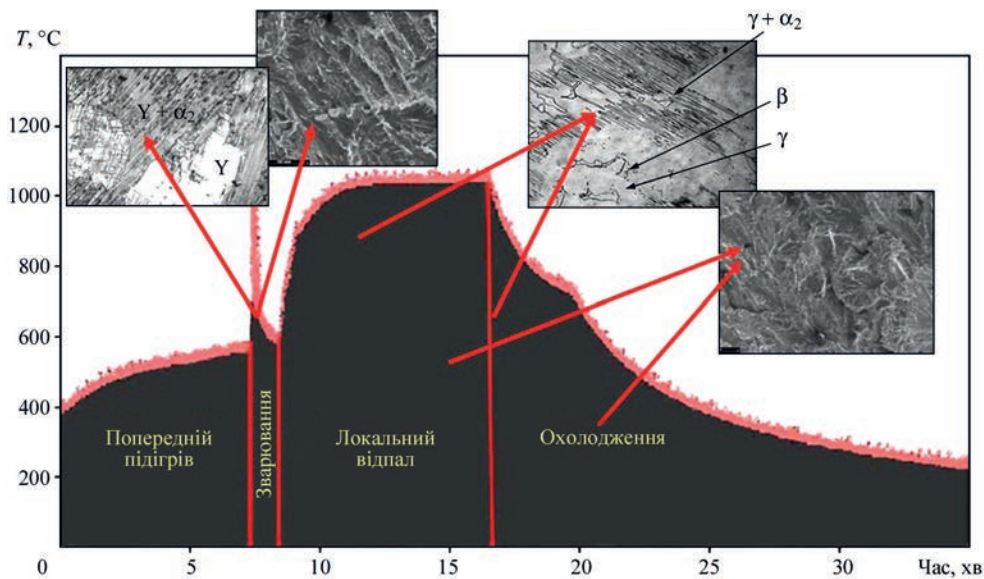 T, °C
1200
1000
800
600
400
200
0
5
10
15
20
25
30
Час, хв
Y + α₂
Y
γ + α₂
β
γ
Попередній
підігрів
Зварювання
Локальний
відпал
Охолодження